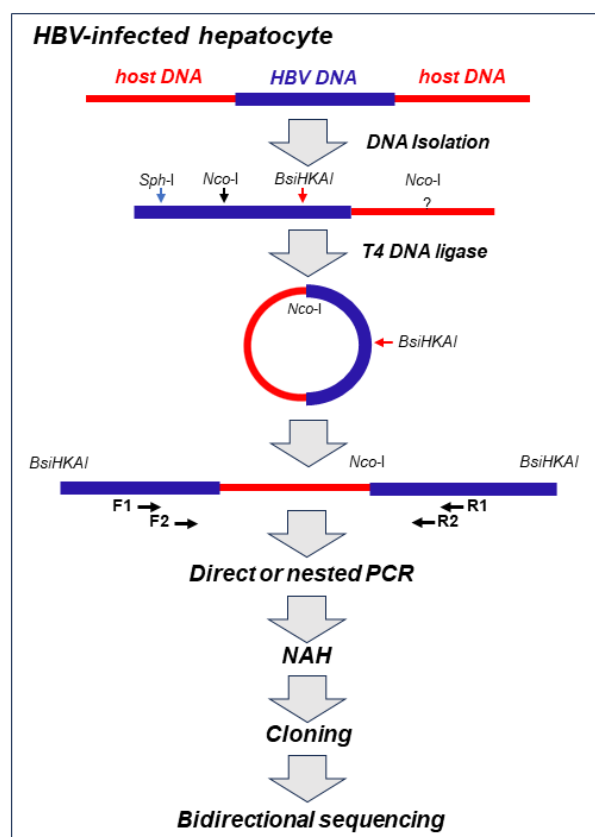 HBV-infected hepatocyte
host DNA HBV DNA host DNA
DNA Isolation
Sph-I Nco-I BsiHKAI Nco-I
?
T4 DNA ligase
Nco-I
BsiHKAI
BsiHKAI Nco-I BsiHKAI
F1 R1
F2 R2
Direct or nested PCR
NAH
Cloning
Bidirectional sequencing